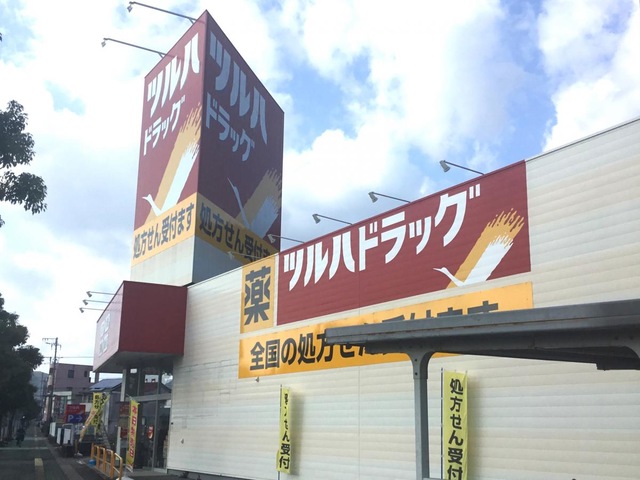 ツルハ
ドラッグ
処方せん受付ます
ツルハ
ドラッグ
処方せん受
薬
ツルハドラッグ
全国の処方せん受付ます
処方せん受付